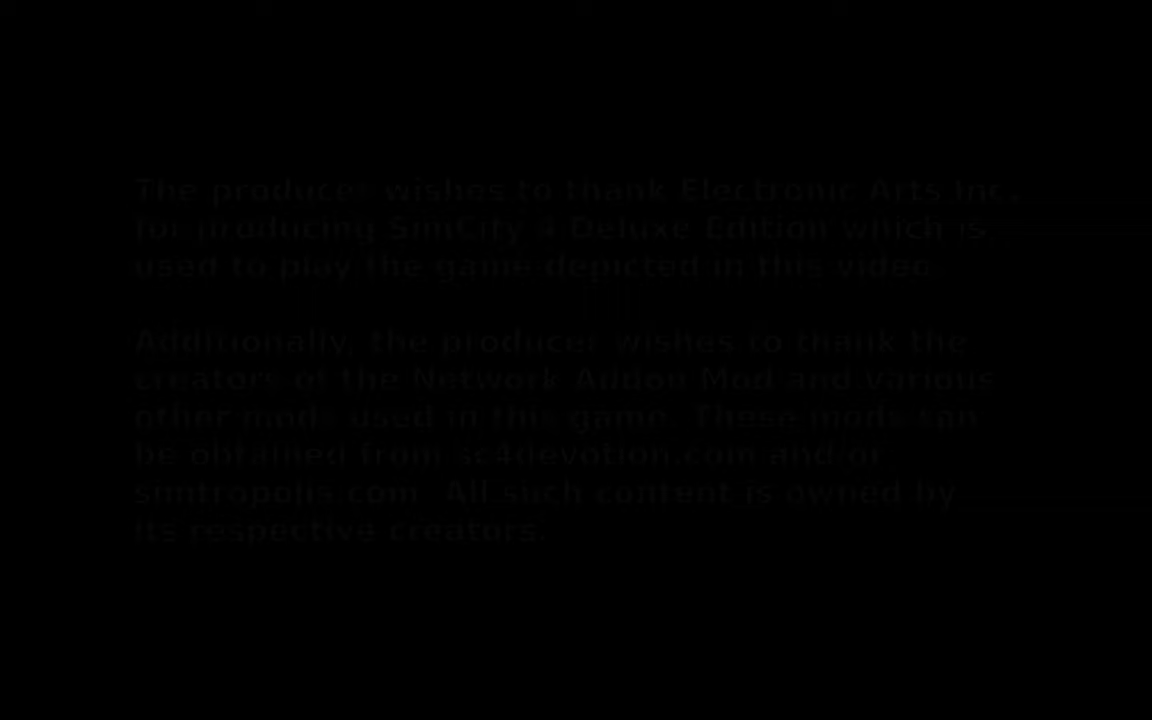 The producer wishes to thank Electronic Arts Inc.
for producing SimCity 4 Deluxe Edition which is
used to play the game depicted in this video.
Additionally, the producer wishes to thank the
creators of the Network Addon Mod and various
other mods used in this game. These mods can
be obtained from sc4devotion.com and/or
simtropolis.com. All such content is owned by
its respective creators.